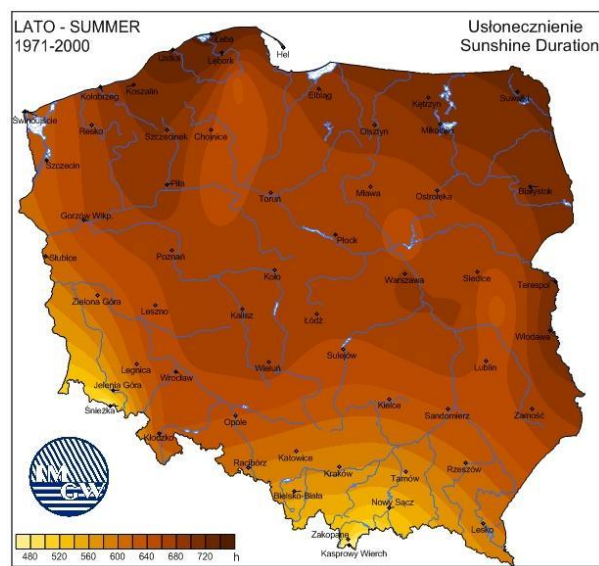 LATO - SUMMER
1971-2000
Usłonecznienie
Sunshine Duration
Łeba
Ustka
Lębork
Hel
Koszalin
Kołobrzeg
Elbląg
Kętrzyn
Suwałki
Świnoujście
Resko
Szczecinek
Chojnice
Olsztyn
Mikołajki
Szczecin
Piła
Toruń
Mława
Ostrołęka
Białystok
Gorzów Wlkp.
Płock
Słubice
Poznań
Koło
Warszawa
Siedlce
Terespol
Zielona Góra
Leszno
Kalisz
Łódź
Włodawa
Sulejów
Legnica
Wrocław
Wieluń
Lublin
Jelenia Góra
Śnieżka
Opole
Kielce
Sandomierz
Zamość
Kłodzko
Racibórz
Katowice
Kraków
Tarnów
Rzeszów
Bielsko-Biała
Nowy Sącz
Lesko
Zakopane
Kasprowy Wierch
IM
GW
480 520 560 600 640 680 720 h